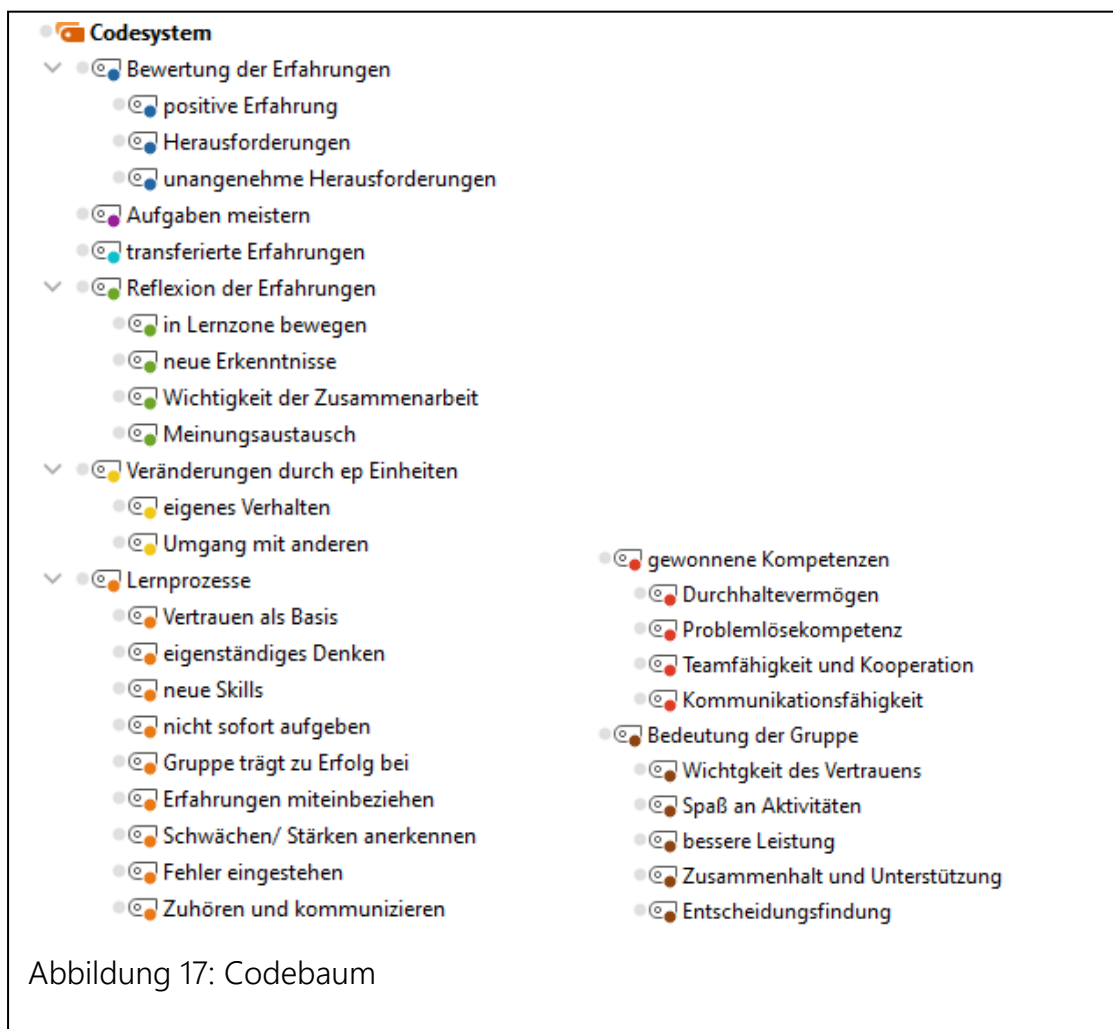 Codesystem
Bewertung der Erfahrungen
positive Erfahrung
Herausforderungen
unangenehme Herausforderungen
Aufgaben meistern
transferierte Erfahrungen
Reflexion der Erfahrungen
in Lernzone bewegen
neue Erkenntnisse
Wichtigkeit der Zusammenarbeit
Meinungsaustausch
Veränderungen durch ep Einheiten
eigenes Verhalten
Umgang mit anderen
Lernprozesse
Vertrauen als Basis
eigenständiges Denken
neue Skills
nicht sofort aufgeben
Gruppe trägt zu Erfolg bei
Erfahrungen miteinbeziehen
Schwächen/ Stärken anerkennen
Fehler eingestehen
Zuhören und kommunizieren
gewonnene Kompetenzen
Durchhaltevermögen
Problemlösekompetenz
Teamfähigkeit und Kooperation
Kommunikationsfähigkeit
Bedeutung der Gruppe
Wichtgkeit des Vertrauens
Spaß an Aktivitäten
bessere Leistung
Zusammenhalt und Unterstützung
Entscheidungsfindung
Abbildung 17: Codebaum